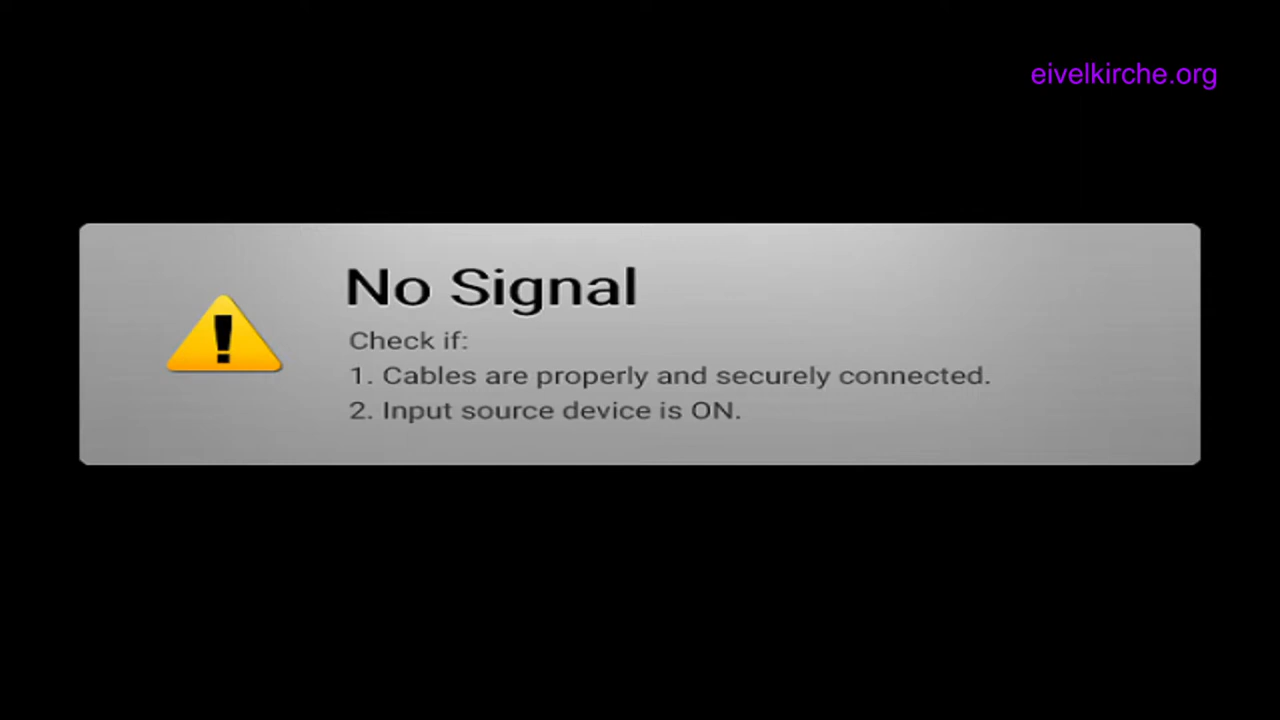 eivelkirche.org
No Signal
Check if:
1. Cables are properly and securely connected.
2. Input source device is ON.